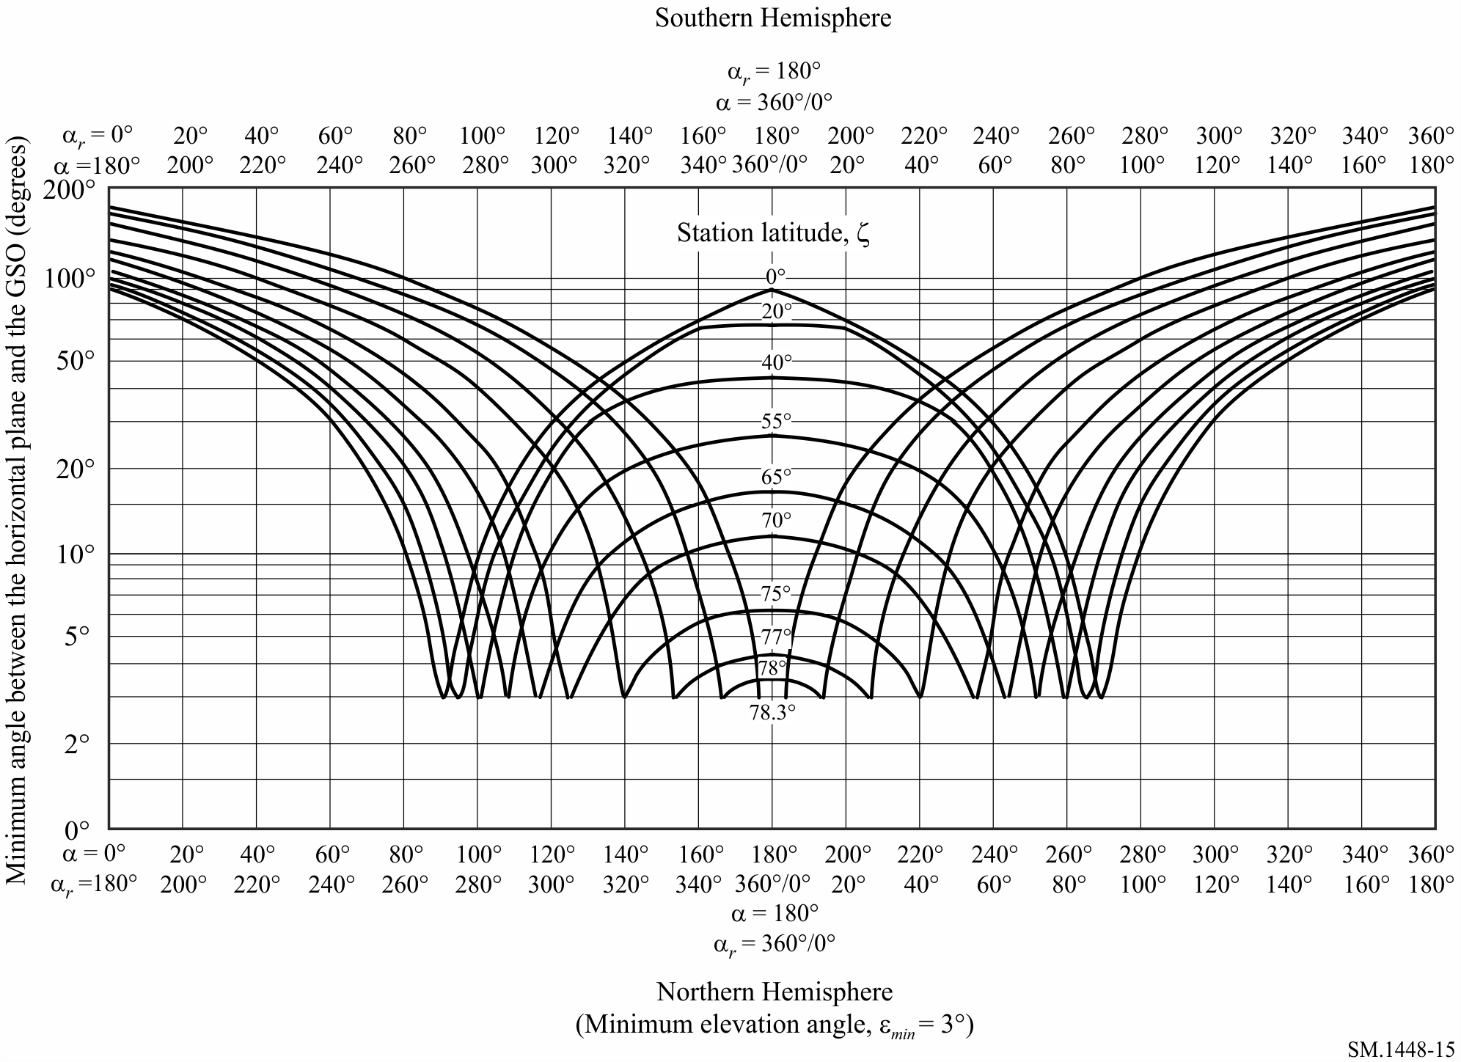 Southern Hemisphere
αr = 180°
α = 360°/0°
αr = 0° 20° 40° 60° 80° 100° 120° 140° 160° 180° 200° 220° 240° 260° 280° 300° 320° 340° 360°
α =180° 200° 220° 240° 260° 280° 300° 320° 340° 360°/0° 20° 40° 60° 80° 100° 120° 140° 160° 180°
Minimum angle between the horizontal plane and the GSO (degrees)
200°
Station latitude, ζ
100°
0°
20°
50°
40°
55°
20°
65°
70°
10°
75°
5°
77°
78°
78.3°
2°
0°
α = 0° 20° 40° 60° 80° 100° 120° 140° 160° 180° 200° 220° 240° 260° 280° 300° 320° 340° 360°
αr =180° 200° 220° 240° 260° 280° 300° 320° 340° 360°/0° 20° 40° 60° 80° 100° 120° 140° 160° 180°
α = 180°
αr = 360°/0°
Northern Hemisphere
(Minimum elevation angle, εmin = 3°)
SM.1448-15